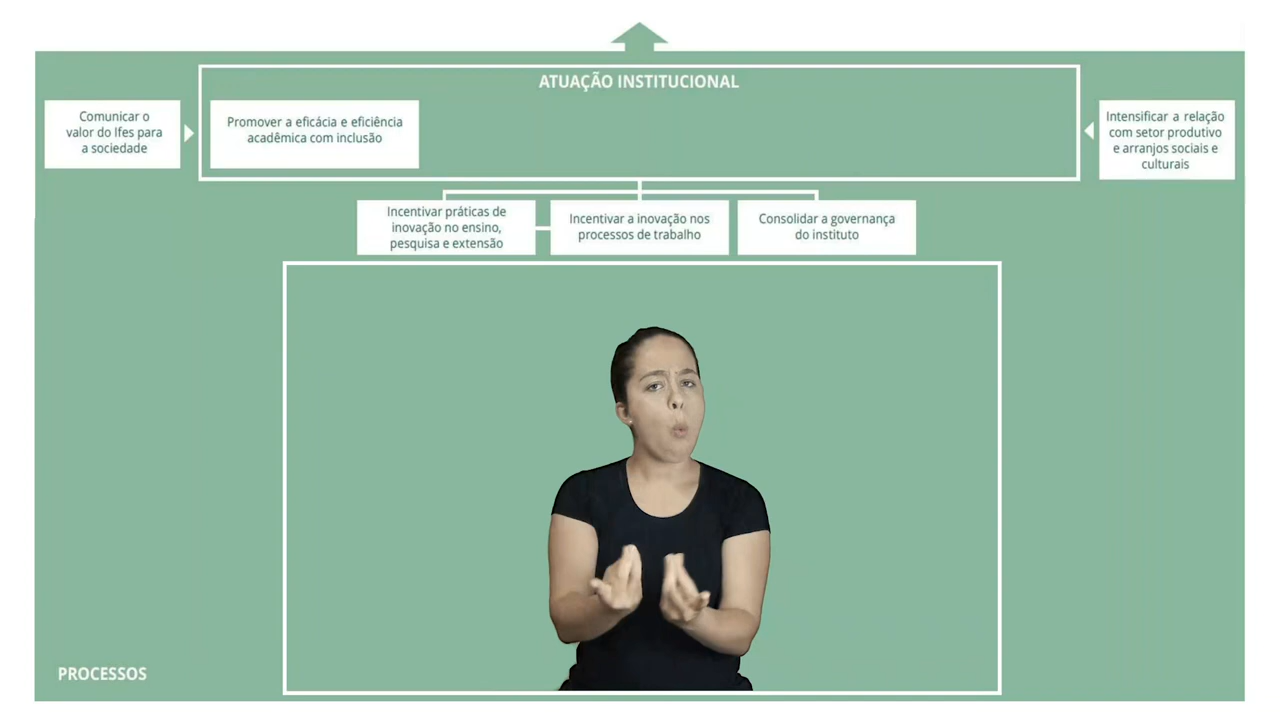 ATUAÇÃO INSTITUCIONAL
Comunicar o
valor do Ifes para
a sociedade
Promover a eficácia e eficiência
acadêmica com inclusão
Intensificar a relação
com setor produtivo
e arranjos sociais e
culturais
Incentivar práticas de
inovação no ensino,
pesquisa e extensão
Incentivar a inovação nos
processos de trabalho
Consolidar a governança
do instituto
PROCESSOS